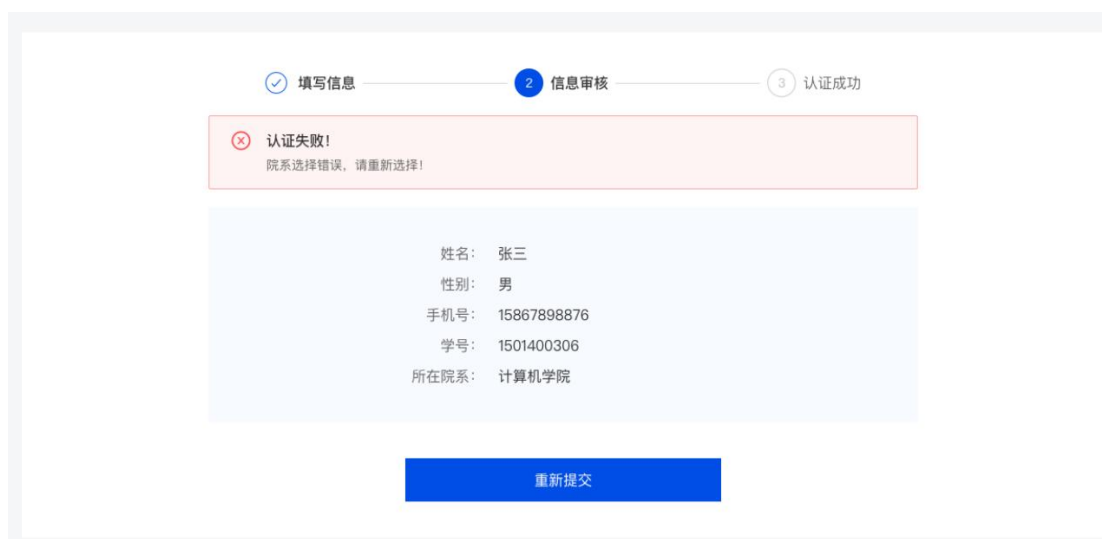 填写信息 2 信息审核 3 认证成功
认证失败！
院系选择错误，请重新选择！
姓名： 张三
性别： 男
手机号： 15867898876
学号： 1501400306
所在院系： 计算机学院
重新提交